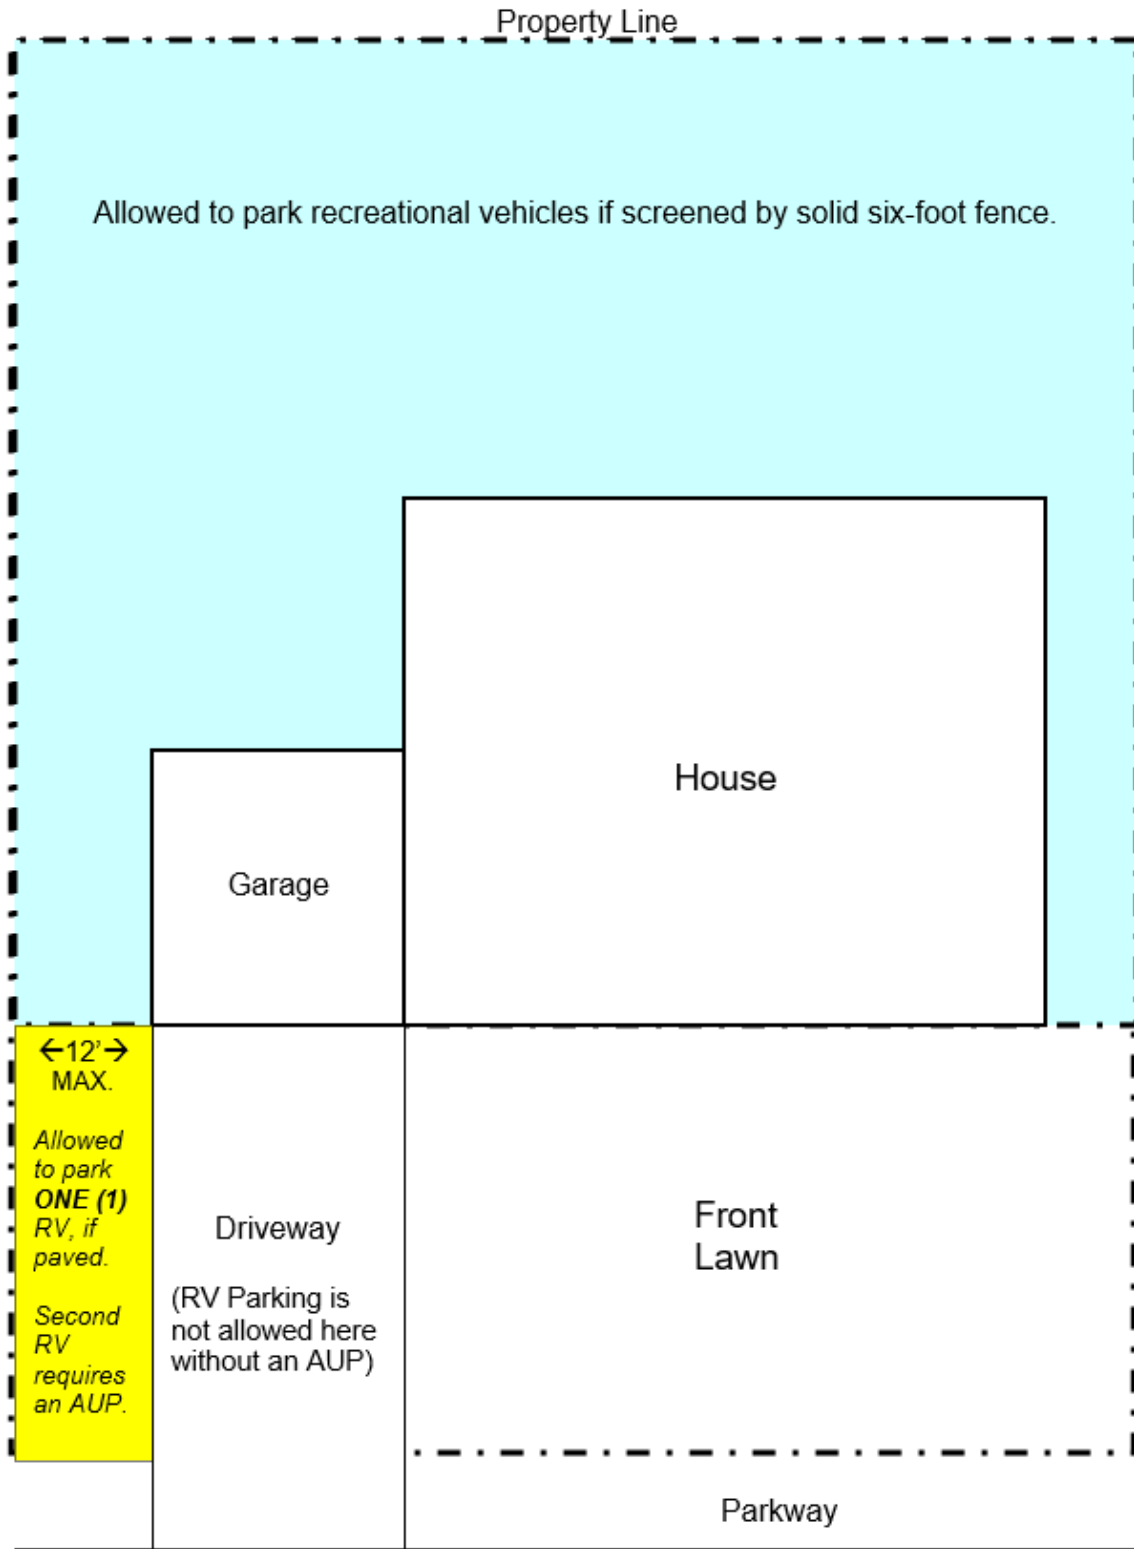 Property Line
Allowed to park recreational vehicles if screened by solid six-foot fence.
House
Garage
←12’→
MAX.
Allowed
to park
ONE (1)
RV, if
paved.
Second
RV
requires
an AUP.
Driveway
(RV Parking is
not allowed here
without an AUP)
Front
Lawn
Parkway